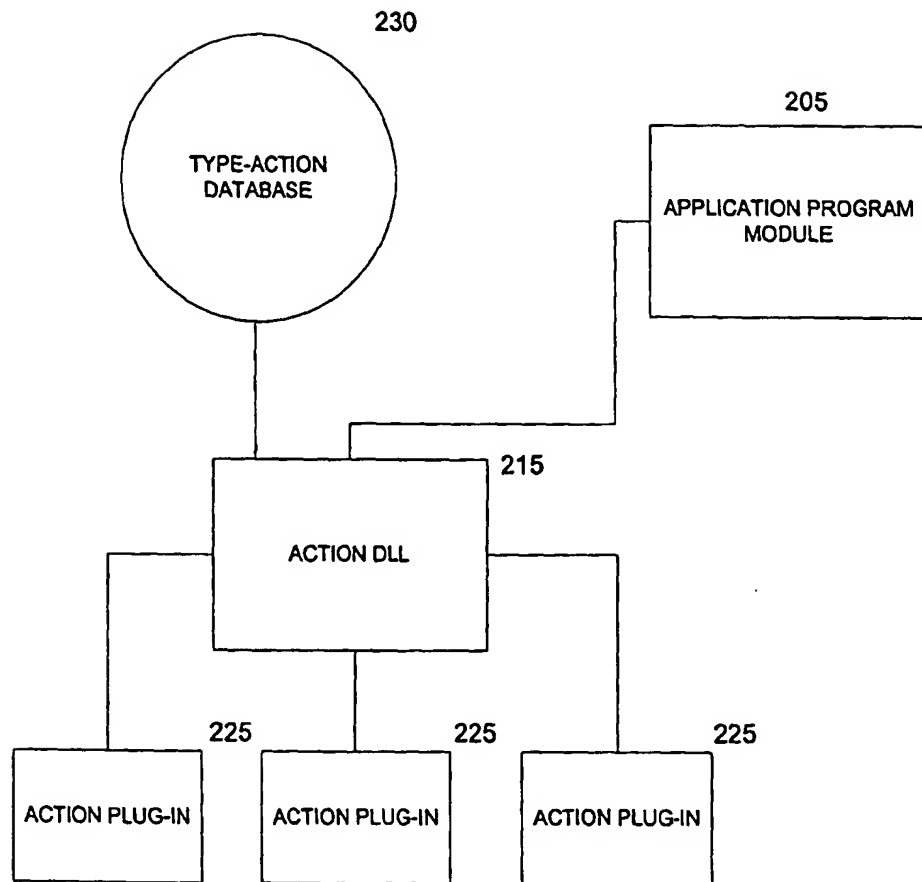 230
TYPE-ACTION
DATABASE
205
APPLICATION PROGRAM
MODULE
215
ACTION DLL
225
ACTION PLUG-IN
225
ACTION PLUG-IN
225
ACTION PLUG-IN